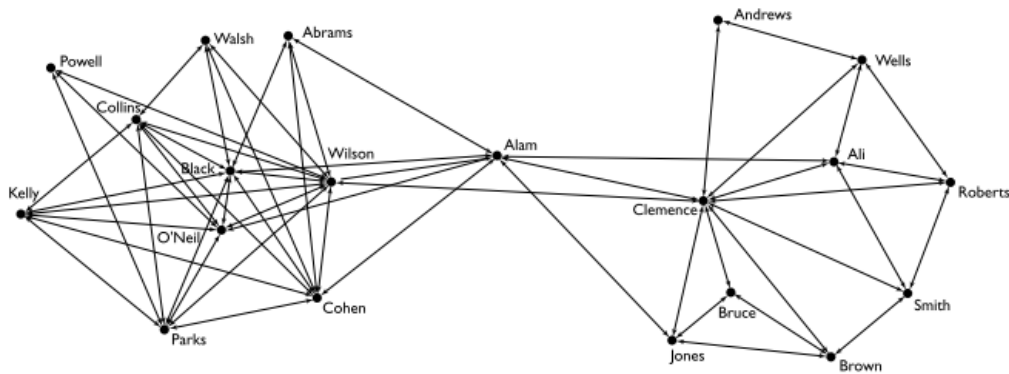 Andrews
Walsh
Abrams
Powell
Wells
Collins
Wilson
Alam
Ali
Black
Kelly
Roberts
Clemence
O'Neil
Cohen
Smith
Bruce
Parks
Jones
Brown